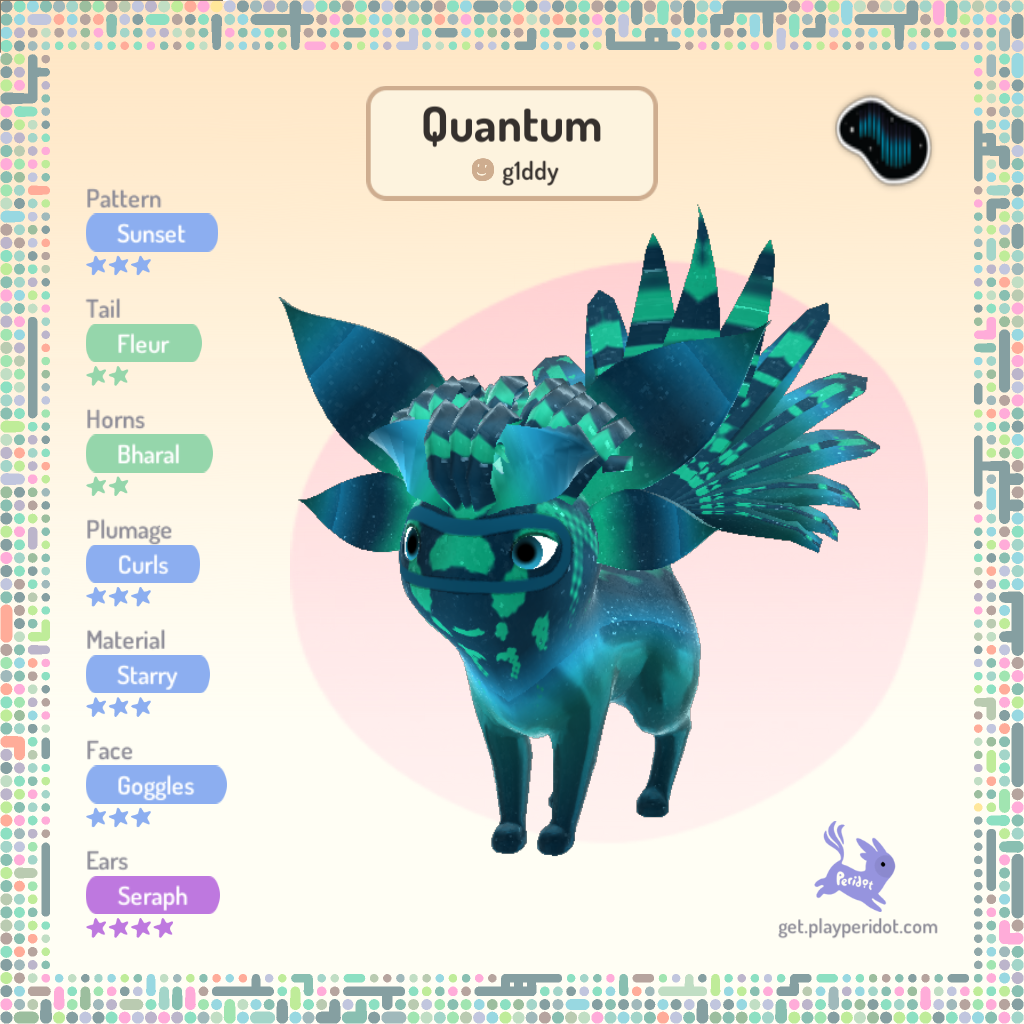 Quantum
g1ddy
Pattern
Sunset
Tail
Fleur
Horns
Bharal
Plumage
Curls
Material
Starry
Face
Goggles
Ears
Seraph
Peridot
get.playperidot.com